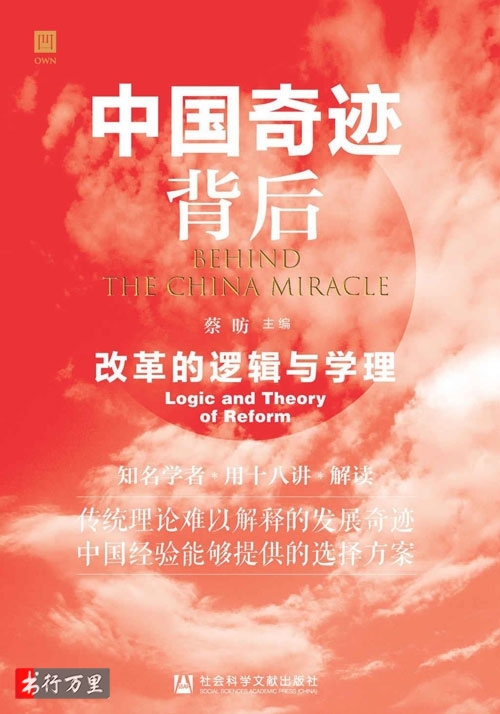 凹
OWN
中国奇迹
背后
BEHIND
THE CHINA MIRACLE
蔡昉 主编
改革的逻辑与学理
Logic and Theory
of Reform
知名学者·用十八讲·解读
传统理论难以解释的发展奇迹
中国经验能够提供的选择方案
书行万里
社会科学文献出版社
SOCIAL SCIENCES ACADEMIC PRESS (CHINA)